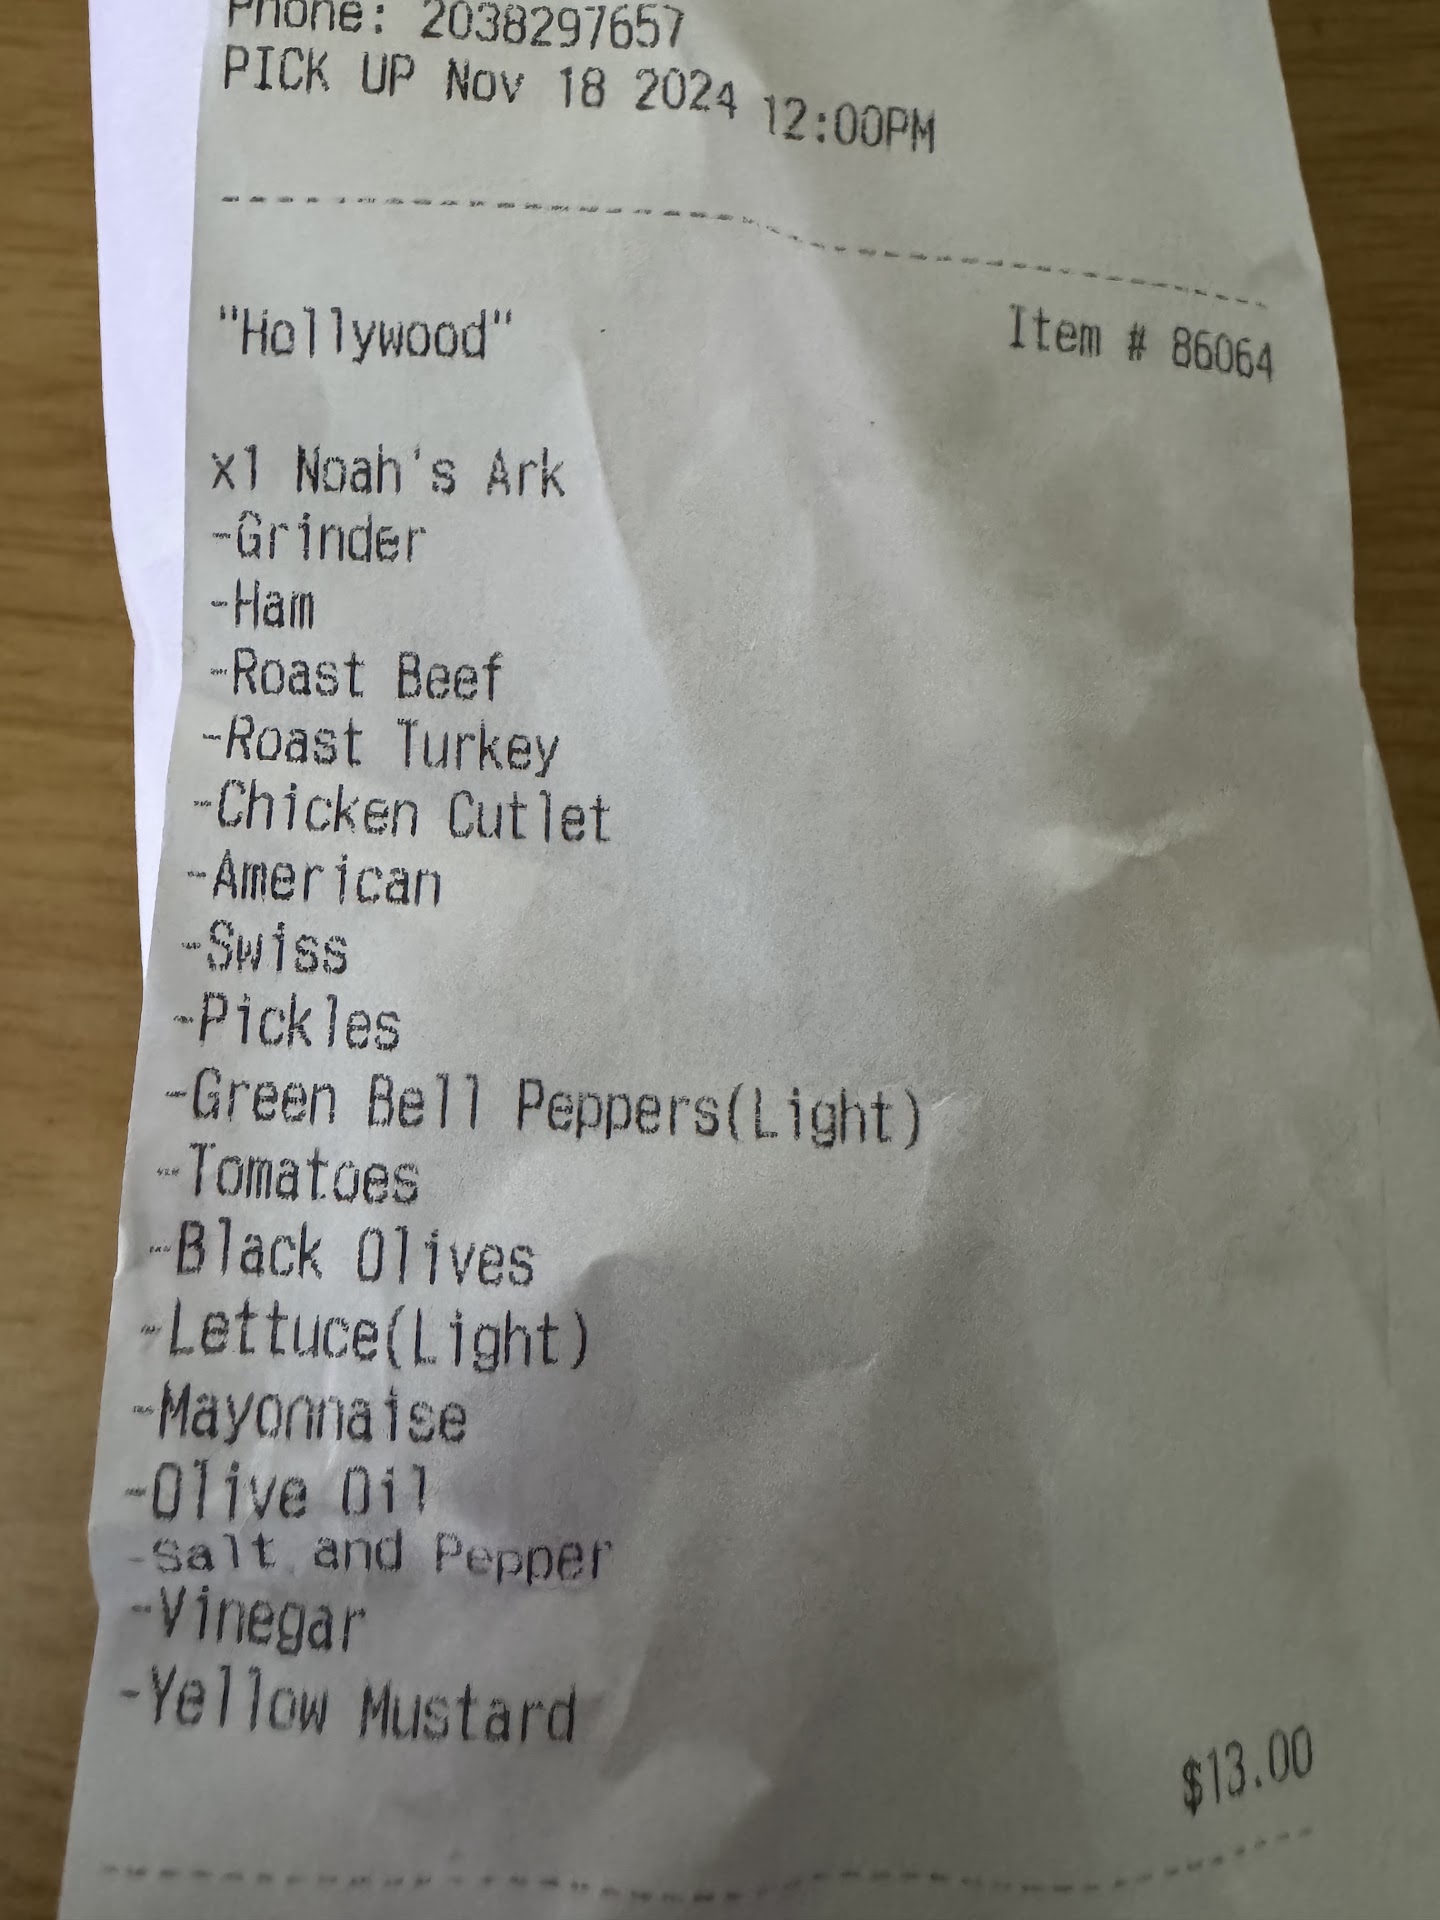 Phone: 2038297657
PICK UP Nov 18 2024 12:00PM
"Hollywood" Item # 86064
x1 Noah's Ark
-Grinder
-Ham
-Roast Beef
-Roast Turkey
-Chicken Cutlet
-American
-Swiss
-Pickles
-Green Bell Peppers(Light)
-Tomatoes
-Black Olives
-Lettuce(Light)
-Mayonnaise
-Olive Oil
-Salt and Pepper
-Vinegar
-Yellow Mustard
$13.00